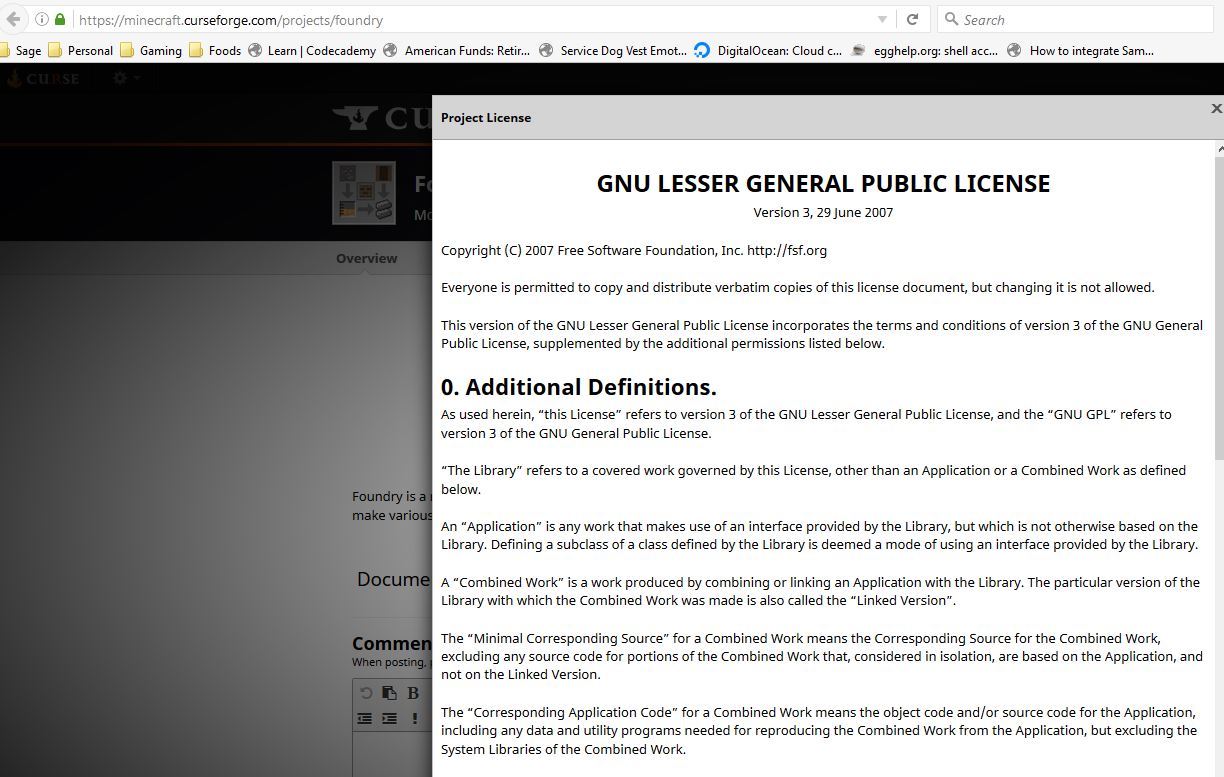 https://minecraft.curseforge.com/projects/foundry
Search
Sage Personal Gaming Foods Learn | Codecademy American Funds: Retir... Service Dog Vest Emot... DigitalOcean: Cloud c... egghelp.org: shell acc... How to integrate Sam...
CURSE
CU
Project License
Fo
Mo
Overview
GNU LESSER GENERAL PUBLIC LICENSE
Version 3, 29 June 2007
Copyright (C) 2007 Free Software Foundation, Inc. http://fsf.org
Everyone is permitted to copy and distribute verbatim copies of this license document, but changing it is not allowed.
This version of the GNU Lesser General Public License incorporates the terms and conditions of version 3 of the GNU General
Public License, supplemented by the additional permissions listed below.
0. Additional Definitions.
As used herein, “this License” refers to version 3 of the GNU Lesser General Public License, and the “GNU GPL” refers to
version 3 of the GNU General Public License.
“The Library” refers to a covered work governed by this License, other than an Application or a Combined Work as defined
below.
An “Application” is any work that makes use of an interface provided by the Library, but which is not otherwise based on the
Library. Defining a subclass of a class defined by the Library is deemed a mode of using an interface provided by the Library.
A “Combined Work” is a work produced by combining or linking an Application with the Library. The particular version of the
Library with which the Combined Work was made is also called the “Linked Version”.
The “Minimal Corresponding Source” for a Combined Work means the Corresponding Source for the Combined Work,
excluding any source code for portions of the Combined Work that, considered in isolation, are based on the Application, and
not on the Linked Version.
The “Corresponding Application Code” for a Combined Work means the object code and/or source code for the Application,
including any data and utility programs needed for reproducing the Combined Work from the Application, but excluding the
System Libraries of the Combined Work.
Foundry is a
make various
Docume
Commen
When posting,
B